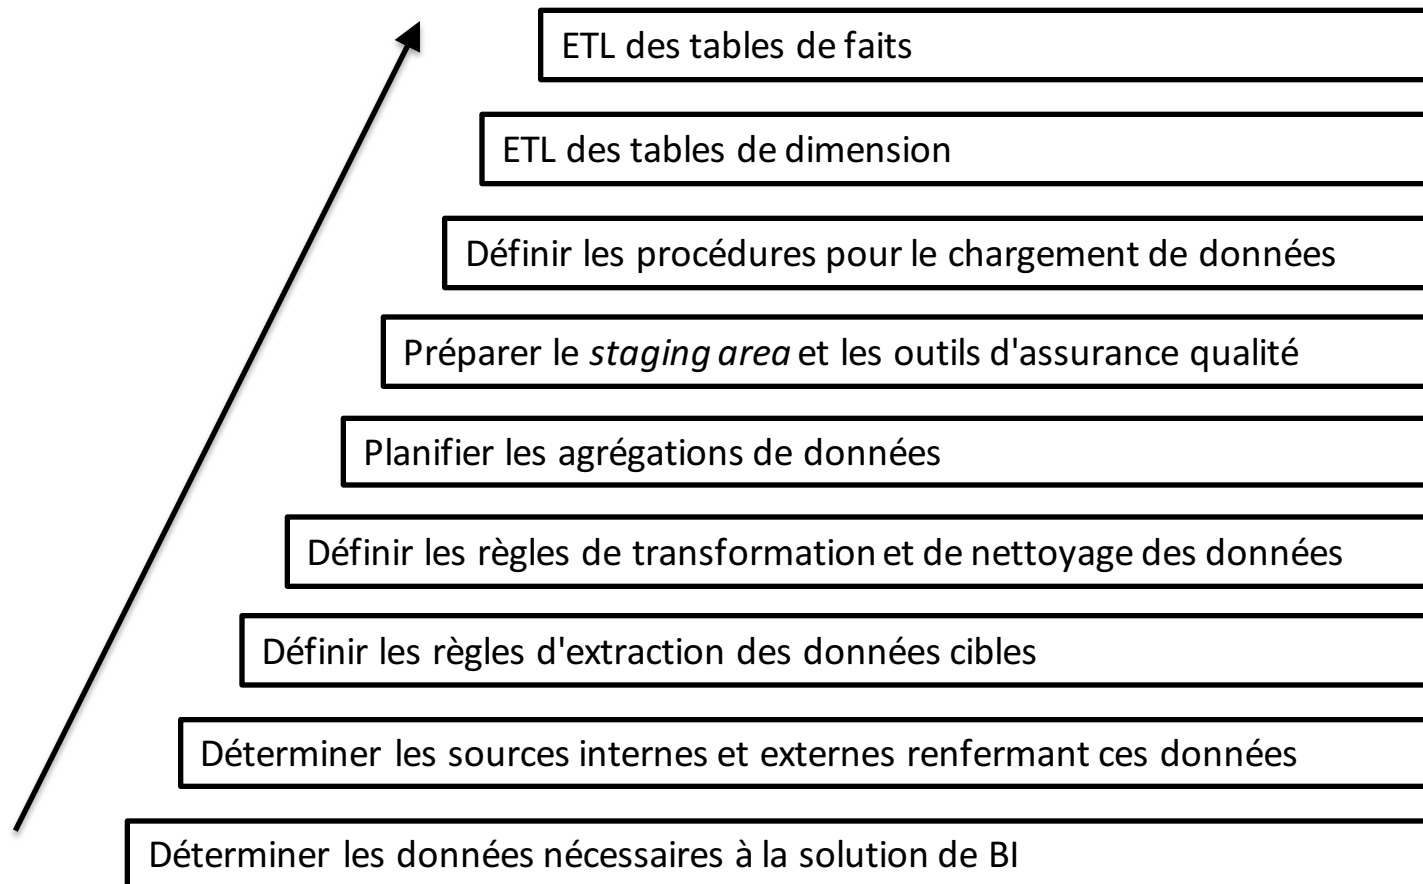 ETL des tables de faits
ETL des tables de dimension
Définir les procédures pour le chargement de données
Préparer le staging area et les outils d'assurance qualité
Planifier les agrégations de données
Définir les règles de transformation et de nettoyage des données
Définir les règles d'extraction des données cibles
Déterminer les sources internes et externes renfermant ces données
Déterminer les données nécessaires à la solution de BI